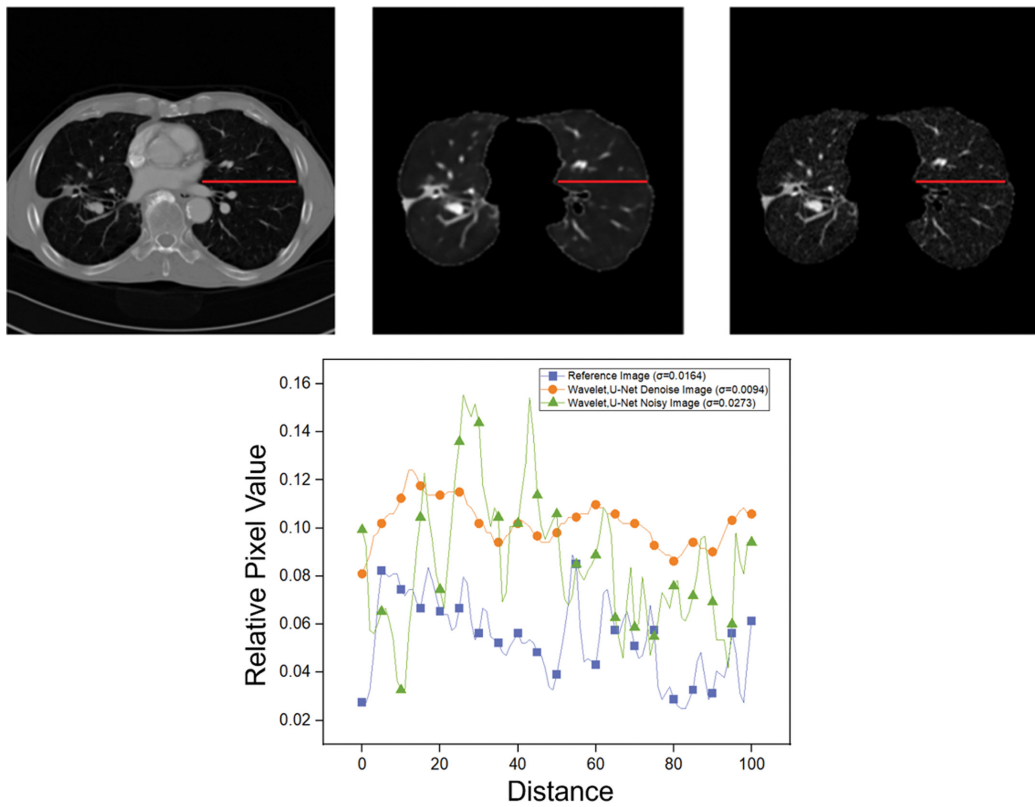 Reference Image (σ=0.0164)
Wavelet,U-Net Denoise Image (σ=0.0094)
Wavelet,U-Net Noisy Image (σ=0.0273)
0.16
0.14
0.12
0.10
0.08
0.06
0.04
0.02
Relative Pixel Value
0 20 40 60 80 100
Distance